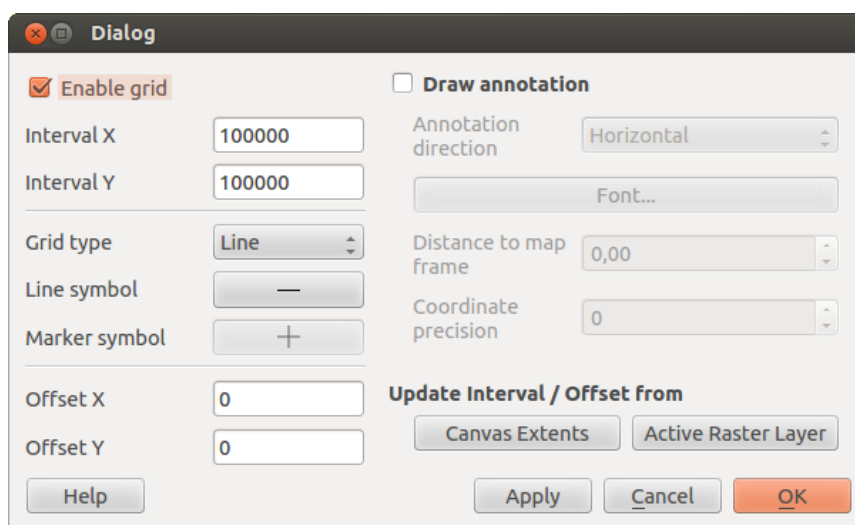 Dialog
Enable grid
Interval X 100000
Interval Y 100000
Grid type Line
Line symbol
Marker symbol
Offset X 0
Offset Y 0
Help
Draw annotation
Annotation
direction
Horizontal
Font...
Distance to map
frame
0,00
Coordinate
precision
0
Update Interval / Offset from
Canvas Extents Active Raster Layer
Apply Cancel OK